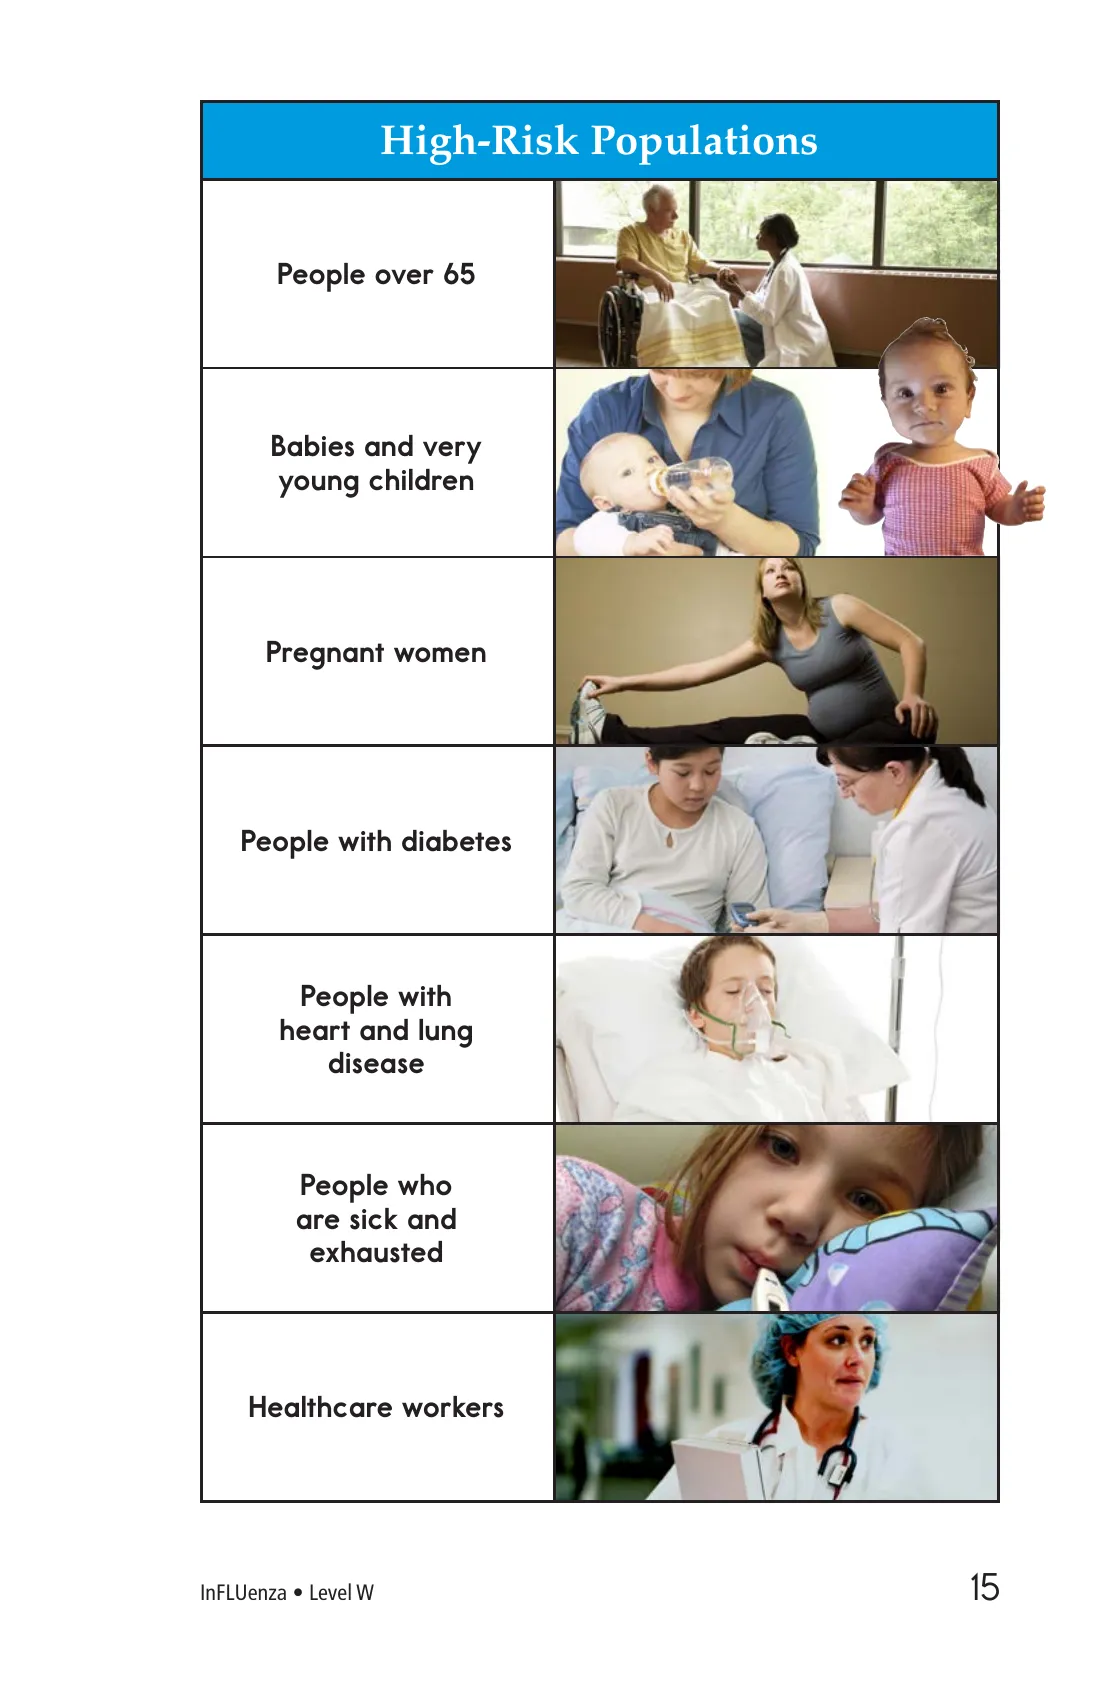 High-Risk Populations
People over 65
Babies and very
young children
Pregnant women
People with diabetes
People with
heart and lung
disease
People who
are sick and
exhausted
Healthcare workers
InFLUenza • Level W
15